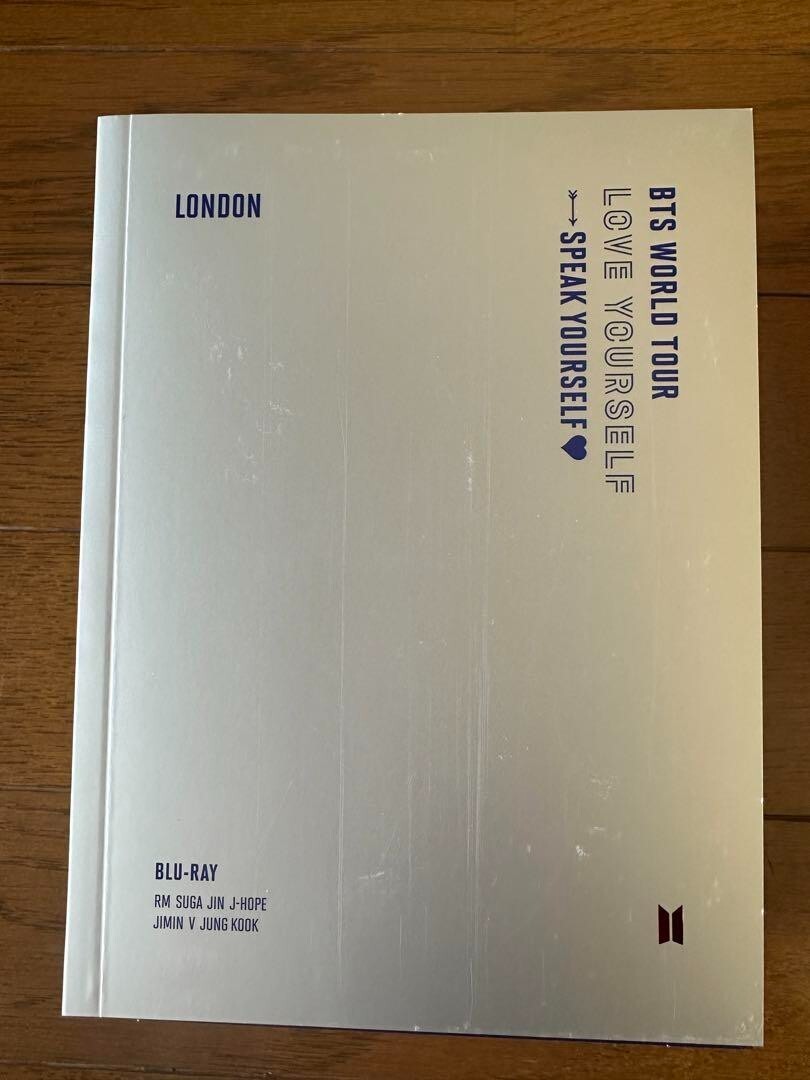 LONDON
BTS WORLD TOUR
LOVE YOURSELF
SPEAK YOURSELF
BLU-RAY
RM SUGA JIN J-HOPE
JIMIN V JUNG KOOK